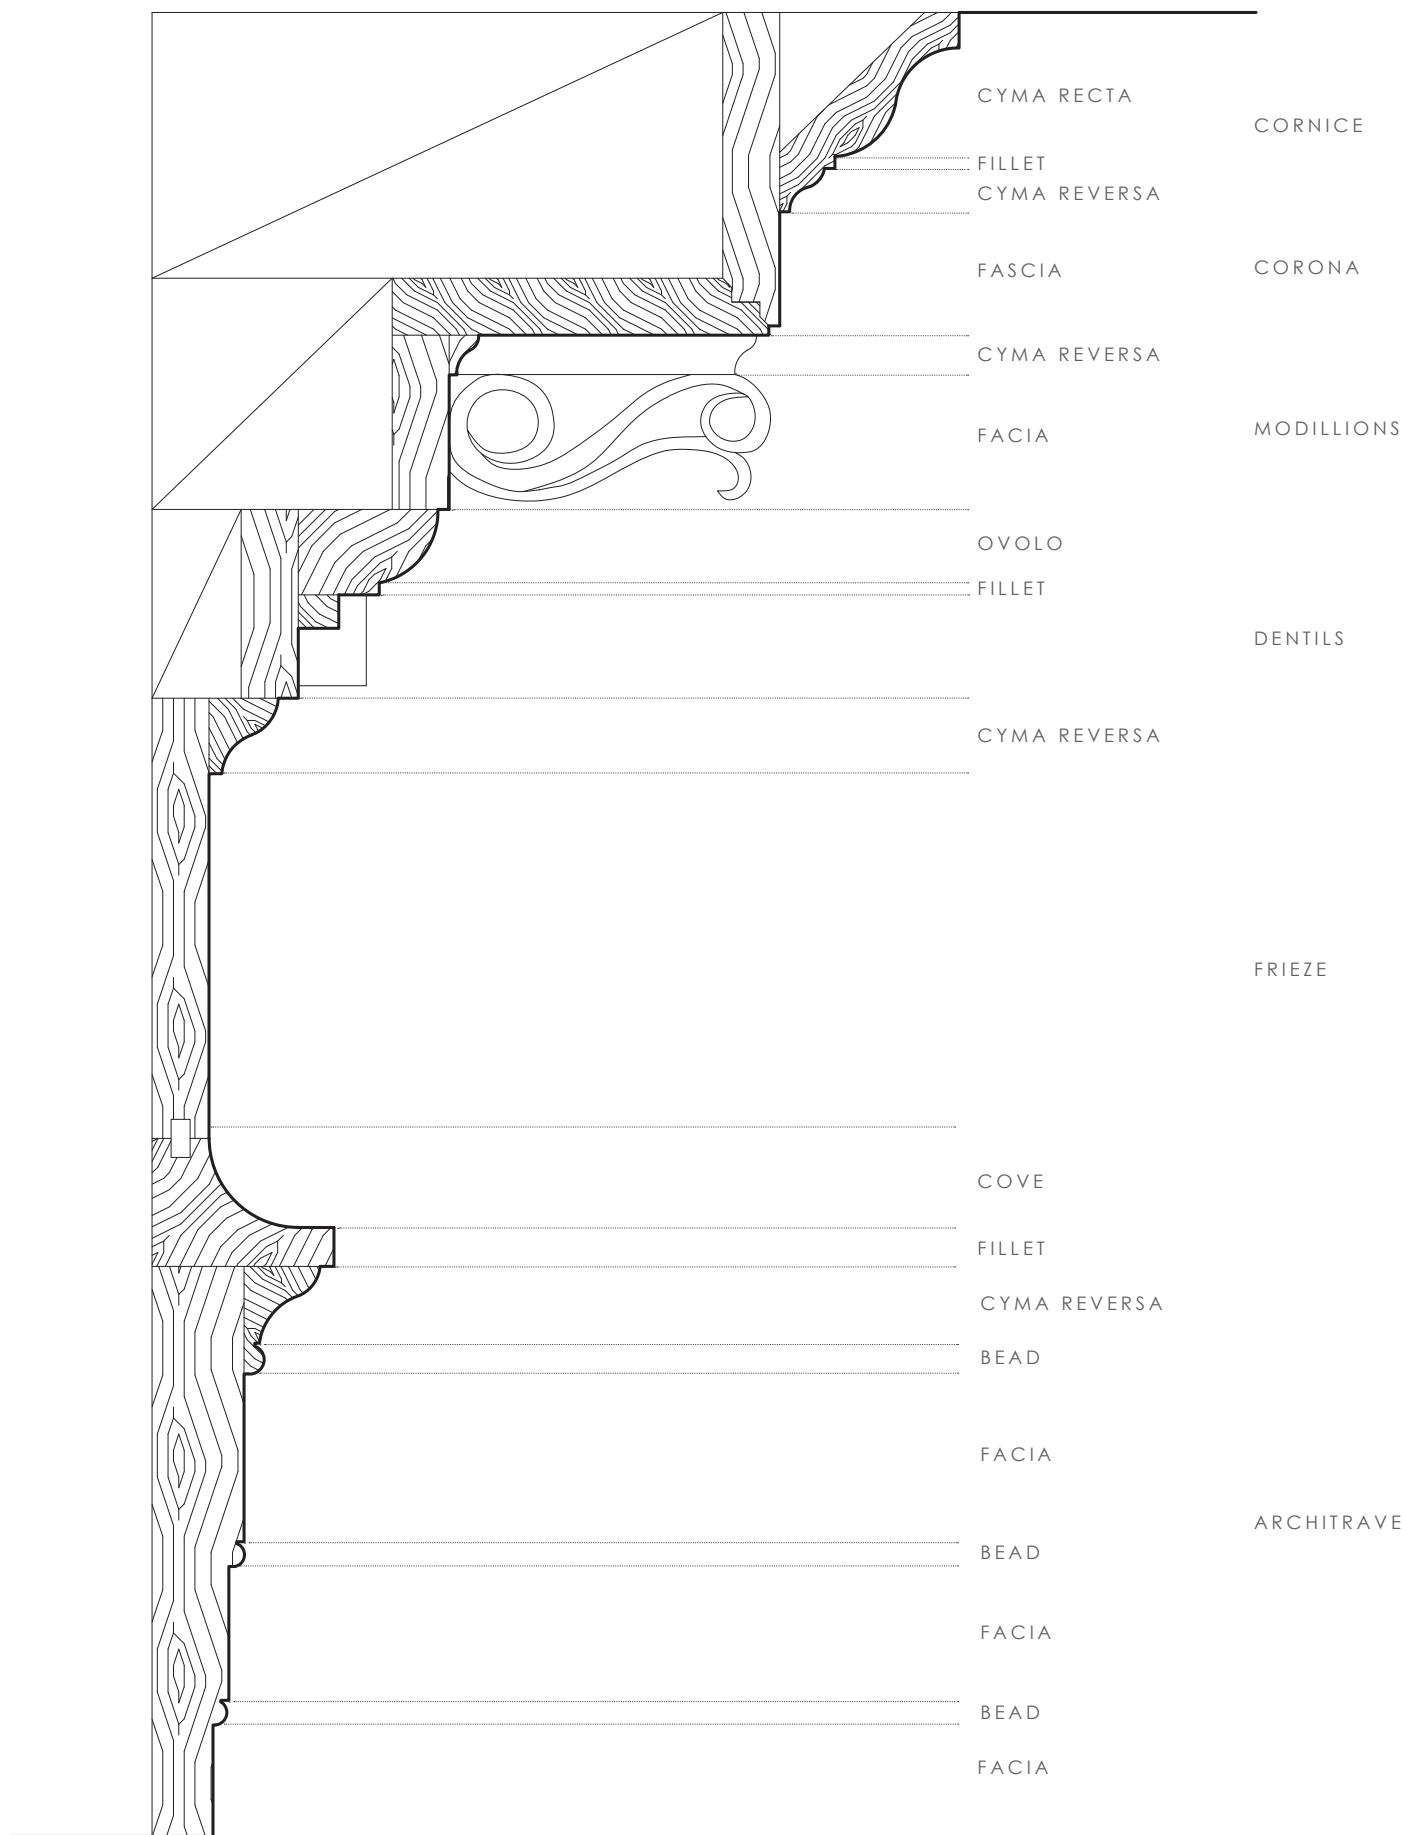 CYMA RECTA
CORNICE
FILLET
CYMA REVERSA
FASCIA
CORONA
CYMA REVERSA
FACIA
MODILLIONS
OVOLO
FILLET
DENTILS
CYMA REVERSA
FRIEZE
COVE
FILLET
CYMA REVERSA
BEAD
FACIA
ARCHITRAVE
BEAD
FACIA
BEAD
FACIA